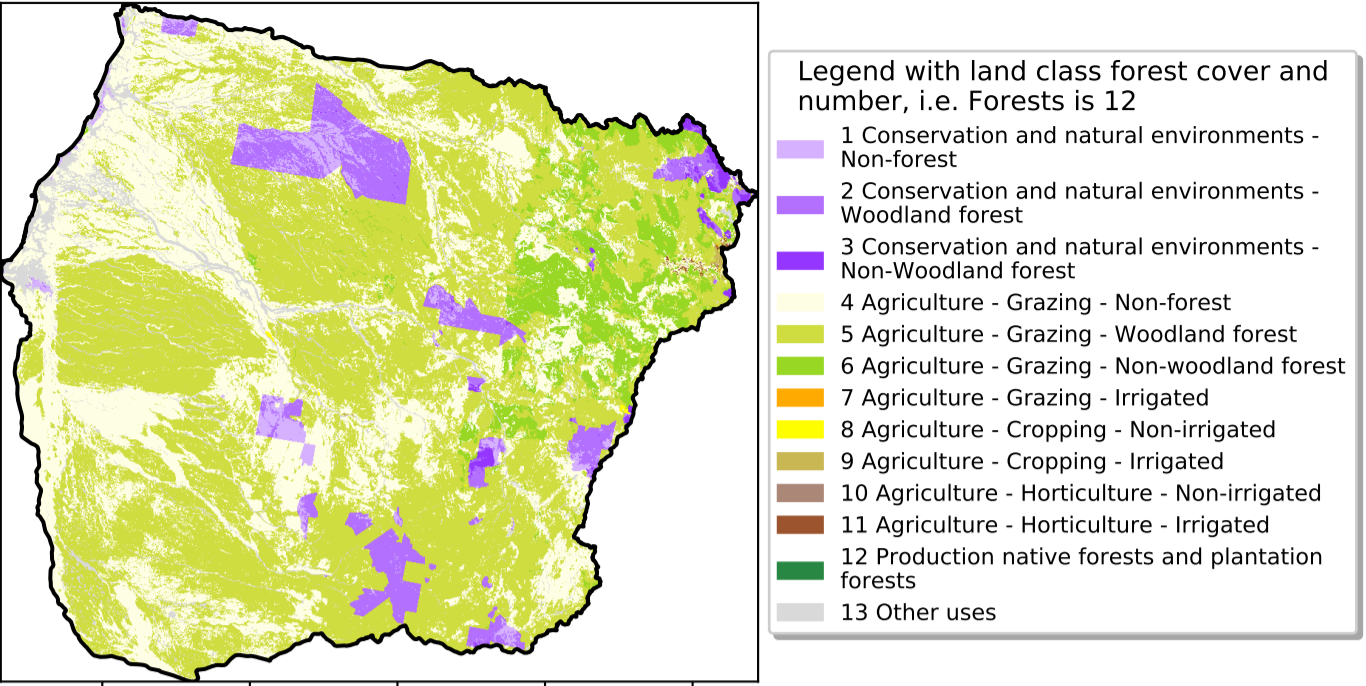 Legend with land class forest cover and
number, i.e. Forests is 12
1 Conservation and natural environments -
Non-forest
2 Conservation and natural environments -
Woodland forest
3 Conservation and natural environments -
Non-Woodland forest
4 Agriculture - Grazing - Non-forest
5 Agriculture - Grazing - Woodland forest
6 Agriculture - Grazing - Non-woodland forest
7 Agriculture - Grazing - Irrigated
8 Agriculture - Cropping - Non-irrigated
9 Agriculture - Cropping - Irrigated
10 Agriculture - Horticulture - Non-irrigated
11 Agriculture - Horticulture - Irrigated
12 Production native forests and plantation
forests
13 Other uses